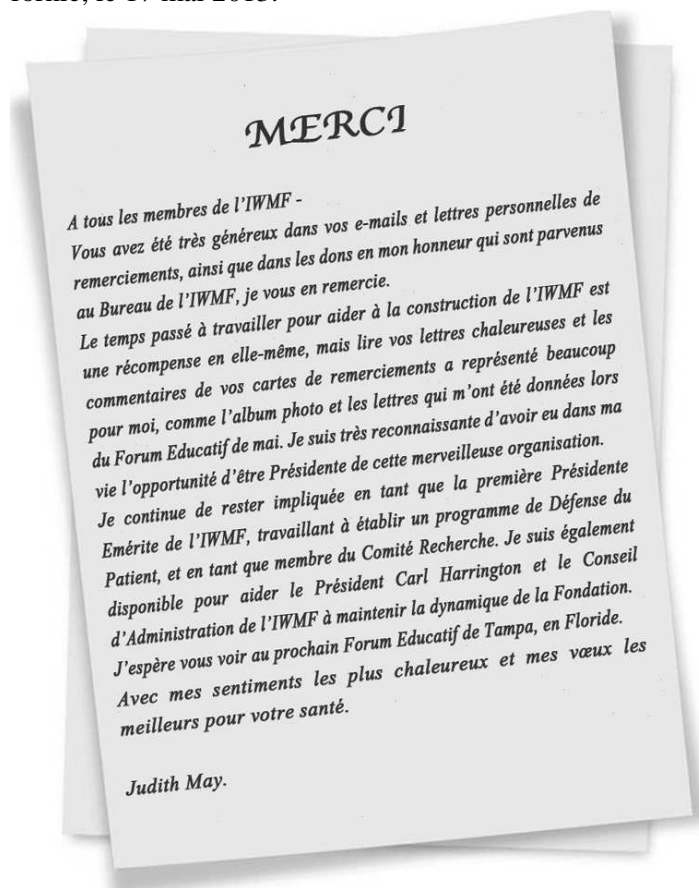 forme, le 17 mai 2013.
MERCI
A tous les membres de l'IWMF -
Vous avez été très généreux dans vos e-mails et lettres personnelles de
remerciements, ainsi que dans les dons en mon honneur qui sont parvenus
au Bureau de l'IWMF, je vous en remercie.
Le temps passé à travailler pour aider à la construction de l'IWMF est
une récompense en elle-même, mais lire vos lettres chaleureuses et les
commentaires de vos cartes de remerciements a représenté beaucoup
pour moi, comme l'album photo et les lettres qui m'ont été données lors
du Forum Educatif de mai. Je suis très reconnaissante d'avoir eu dans ma
vie l'opportunité d'être Présidente de cette merveilleuse organisation.
Je continue de rester impliquée en tant que la première Présidente
Emérite de l'IWMF, travaillant à établir un programme de Défense du
Patient, et en tant que membre du Comité Recherche. Je suis également
disponible pour aider le Président Carl Harrington et le Conseil
d'Administration de l'IWMF à maintenir la dynamique de la Fondation.
J'espère vous voir au prochain Forum Educatif de Tampa, en Floride.
Avec mes sentiments les plus chaleureux et mes vœux les
meilleurs pour votre santé.
Judith May.